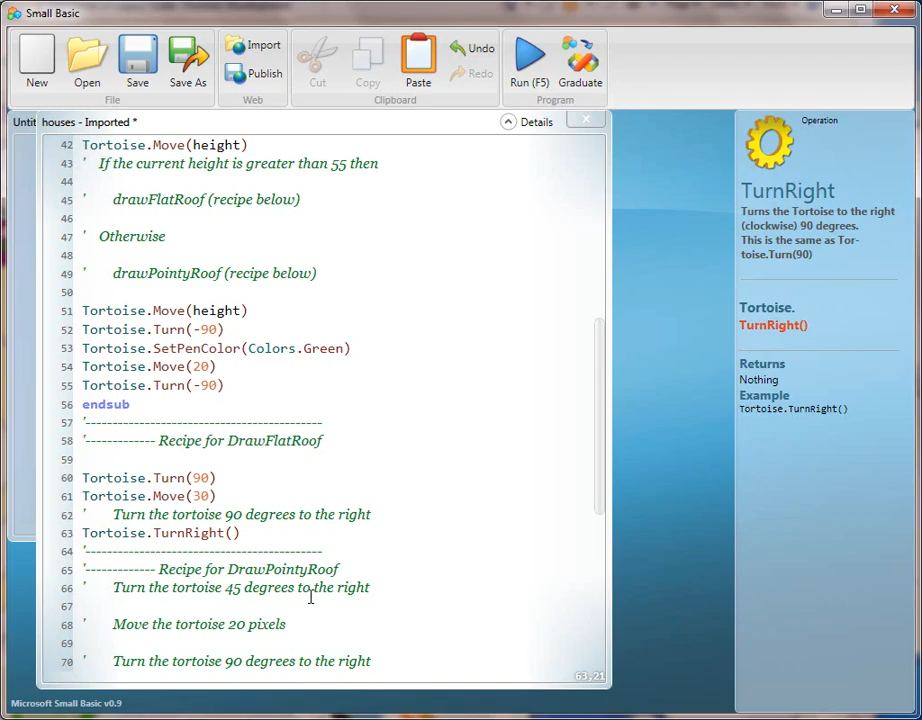 Small Basic
New
Open
Save
Save As
Import
Publish
Cut
Copy
Paste
Undo
Redo
Run (F5)
Graduate
File
Web
Clipboard
Program
Untit
houses - Imported *
Details
42 Tortoise.Move(height)
43 '    If the current height is greater than 55 then
44
45 '        drawFlatRoof (recipe below)
46
47 '    Otherwise
48
49 '        drawPointyRoof (recipe below)
50
51 Tortoise.Move(height)
52 Tortoise.Turn(-90)
53 Tortoise.SetPenColor(Colors.Green)
54 Tortoise.Move(20)
55 Tortoise.Turn(-90)
56 endsub
57 '--------------------------------------------
58 '------------- Recipe for DrawFlatRoof
59
60 Tortoise.Turn(90)
61 Tortoise.Move(30)
62 '        Turn the tortoise 90 degrees to the right
63 Tortoise.TurnRight()
64 '--------------------------------------------
65 '------------- Recipe for DrawPointyRoof
66 '        Turn the tortoise 45 degrees to the right
67
68 '        Move the tortoise 20 pixels
69
70 '        Turn the tortoise 90 degrees to the right
63,21
Operation
TurnRight
Turns the Tortoise to the right
(clockwise) 90 degrees.
This is the same as Tor-
toise.Turn(90)
Tortoise.
TurnRight()
Returns
Nothing
Example
Tortoise.TurnRight()
Microsoft Small Basic v0.9